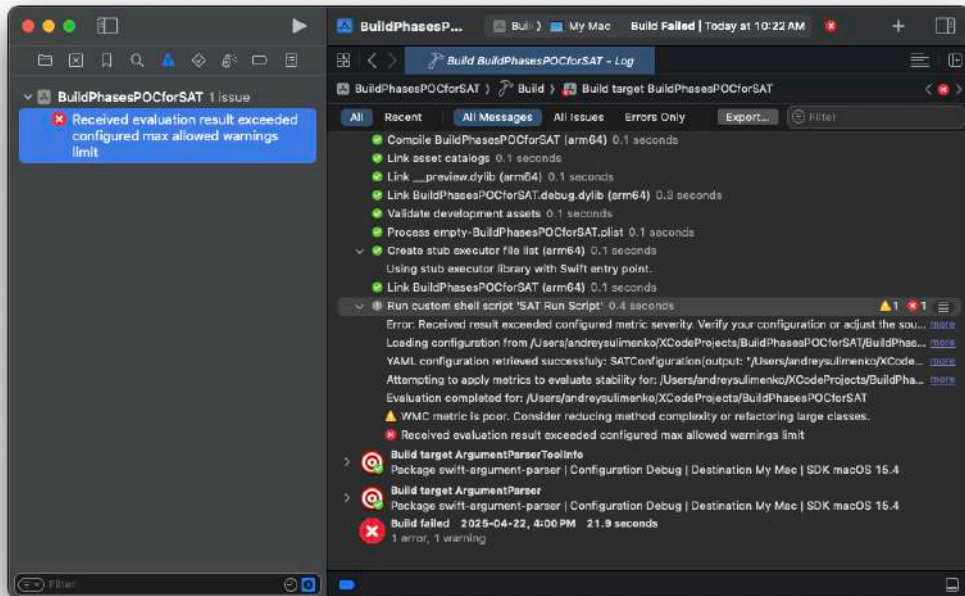 BuildPhasesP...
My Mac
Build Failed | Today at 10:22 AM
Build BuildPhasesPOCforSAT – Log
BuildPhasesPOCforSAT 1 issue
Received evaluation result exceeded
configured max allowed warnings
limit
BuildPhasesPOCforSAT ⟩ Build ⟩ Build target BuildPhasesPOCforSAT
All Recent All Messages All Issues Errors Only Export... Filter
Compile BuildPhasesPOCforSAT (arm64) 0.1 seconds
Link asset catalogs 0.1 seconds
Link __preview.dylib (arm64) 0.1 seconds
Link BuildPhasesPOCforSAT.debug.dylib (arm64) 0.3 seconds
Validate development assets 0.1 seconds
Process empty-BuildPhasesPOCforSAT.plist 0.1 seconds
Create stub executor file list (arm64) 0.1 seconds
Using stub executor library with Swift entry point.
Link BuildPhasesPOCforSAT (arm64) 0.1 seconds
Run custom shell script 'SAT Run Script' 0.4 seconds 1 1
Error: Received result exceeded configured metric severity. Verify your configuration or adjust the sou... more
Loading configuration from /Users/andreysulimenko/XCodeProjects/BuildPhasesPOCforSAT/BuildPhas... more
YAML configuration retrieved successfuly: SATConfiguration(output: "/Users/andreysulimenko/XCode... more
Attempting to apply metrics to evaluate stability for: /Users/andreysulimenko/XCodeProjects/BuildPha... more
Evaluation completed for: /Users/andreysulimenko/XCodeProjects/BuildPhasesPOCforSAT
WMC metric is poor. Consider reducing method complexity or refactoring large classes.
Received evaluation result exceeded configured max allowed warnings limit
Build target ArgumentParserToolInfo
Package swift-argument-parser | Configuration Debug | Destination My Mac | SDK macOS 15.4
Build target ArgumentParser
Package swift-argument-parser | Configuration Debug | Destination My Mac | SDK macOS 15.4
Build failed 2025-04-22, 4:00 PM 21.9 seconds
1 error, 1 warning
Filter